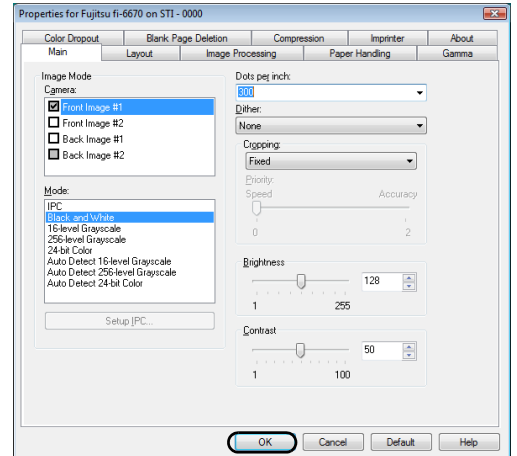 Properties for Fujitsu fi-6670 on STI - 0000
Color Dropout Blank Page Deletion Compression Imprinter About
Main Layout Image Processing Paper Handling Gamma
Image Mode
Camera:
Front Image #1
Front Image #2
Back Image #1
Back Image #2
Mode:
IPC
Black and White
16-level Grayscale
256-level Grayscale
24-bit Color
Auto Detect 16-level Grayscale
Auto Detect 256-level Grayscale
Auto Detect 24-bit Color
Setup IPC...
Dots per inch:
300
Dither:
None
Cropping:
Fixed
Priority:
Speed Accuracy
0 2
Brightness
128
1 255
Contrast
50
1 100
OK Cancel Default Help